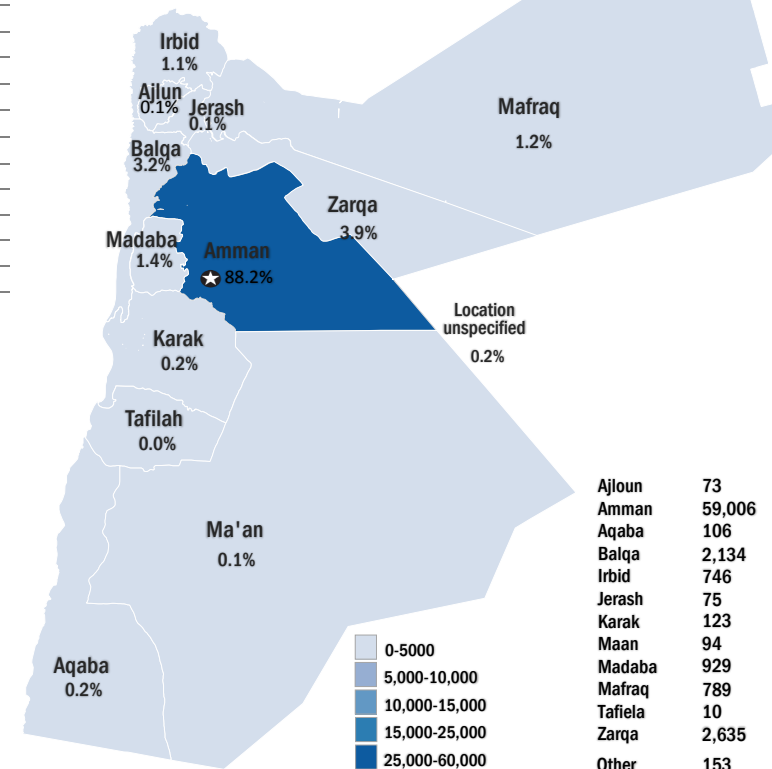 Irbid
1.1%
Ajlun
0.1%
Jerash
0.1%
Mafraq
1.2%
Balqa
3.2%
Zarqa
3.9%
Madaba
1.4%
Amman
88.2%
Location
unspecified
0.2%
Karak
0.2%
Tafilah
0.0%
Ma'an
0.1%
Aqaba
0.2%
0-5000
5,000-10,000
10,000-15,000
15,000-25,000
25,000-60,000
Ajloun 73
Amman 59,006
Aqaba 106
Balqa 2,134
Irbid 746
Jerash 75
Karak 123
Maan 94
Madaba 929
Mafraq 789
Tafiela 10
Zarqa 2,635
Other 153